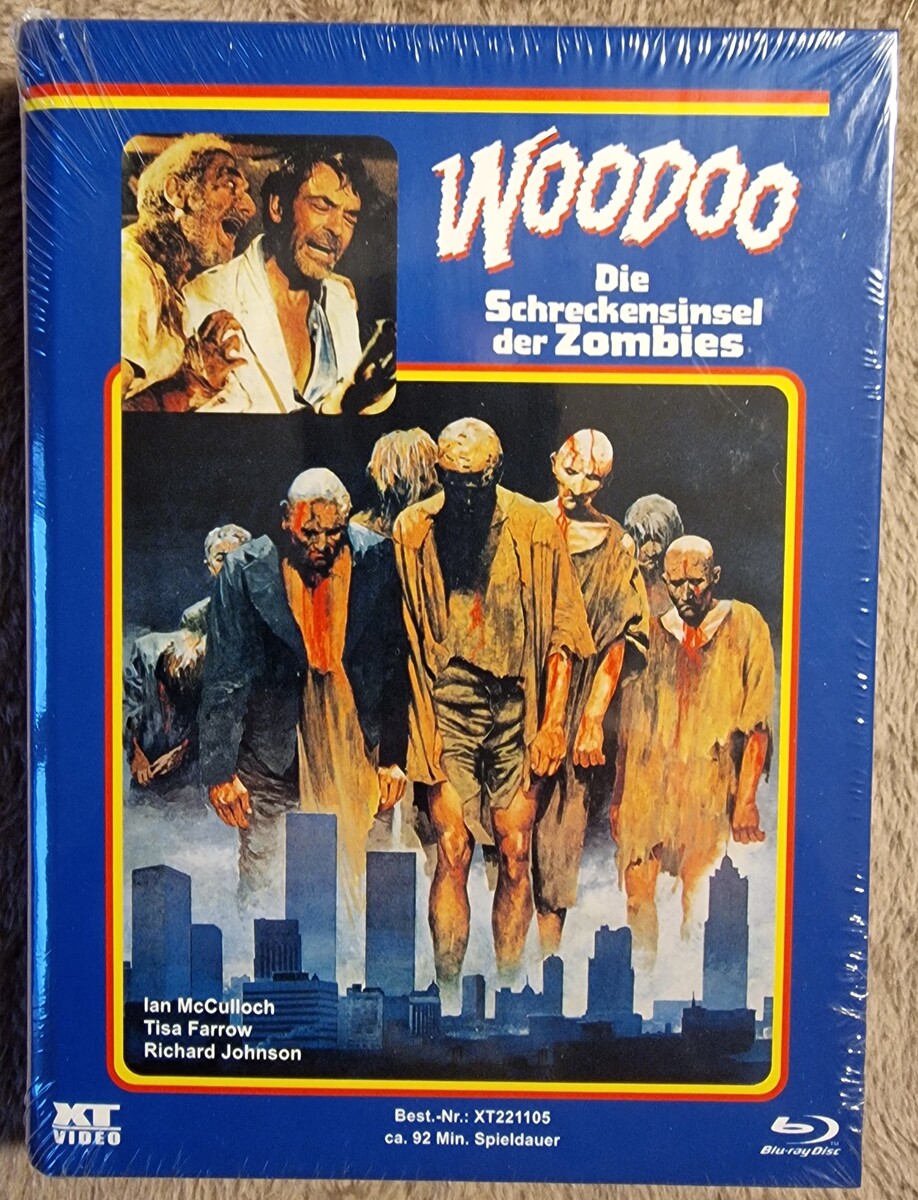 WOODOO
Die
Schreckensinsel
der Zombies
Ian McCulloch
Tisa Farrow
Richard Johnson
XT
VIDEO
Best.-Nr.: XT221105
ca. 92 Min. Spieldauer
Blu-ray Disc™